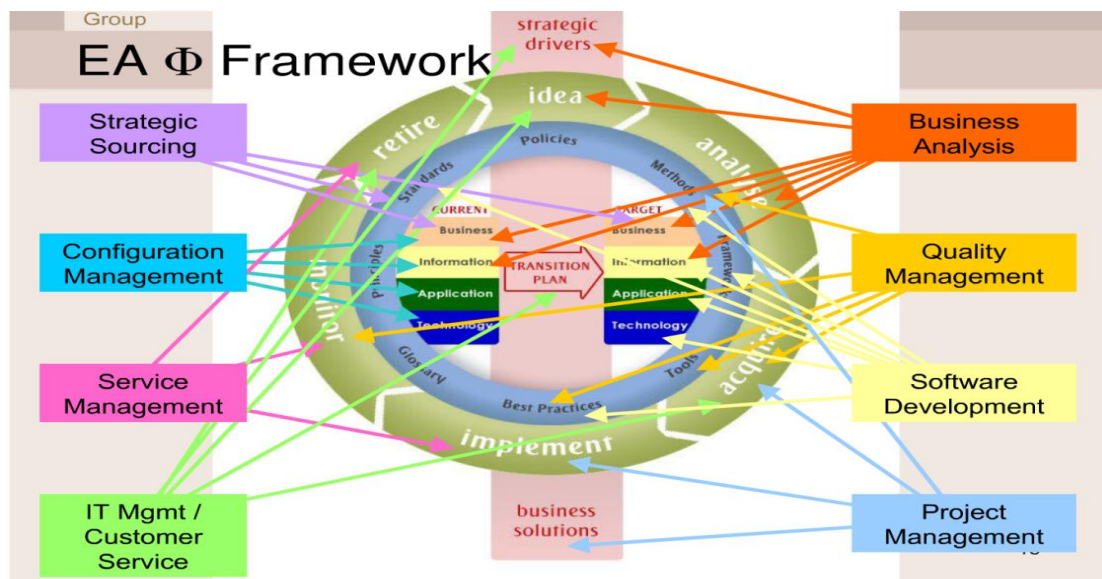 Group
EA Φ Framework
strategic
drivers
Strategic
Sourcing
Configuration
Management
Service
Management
IT Mgmt /
Customer
Service
Business
Analysis
Quality
Management
Software
Development
Project
Management
idea
analyse
acquire
implement
monitor
retire
Policies
Methods
Frameworks
Tools
Best Practices
Glossary
Principles
Standards
CURRENT
Business
Information
Application
Technology
TRANSITION
PLAN
TARGET
Business
Information
Application
Technology
business
solutions